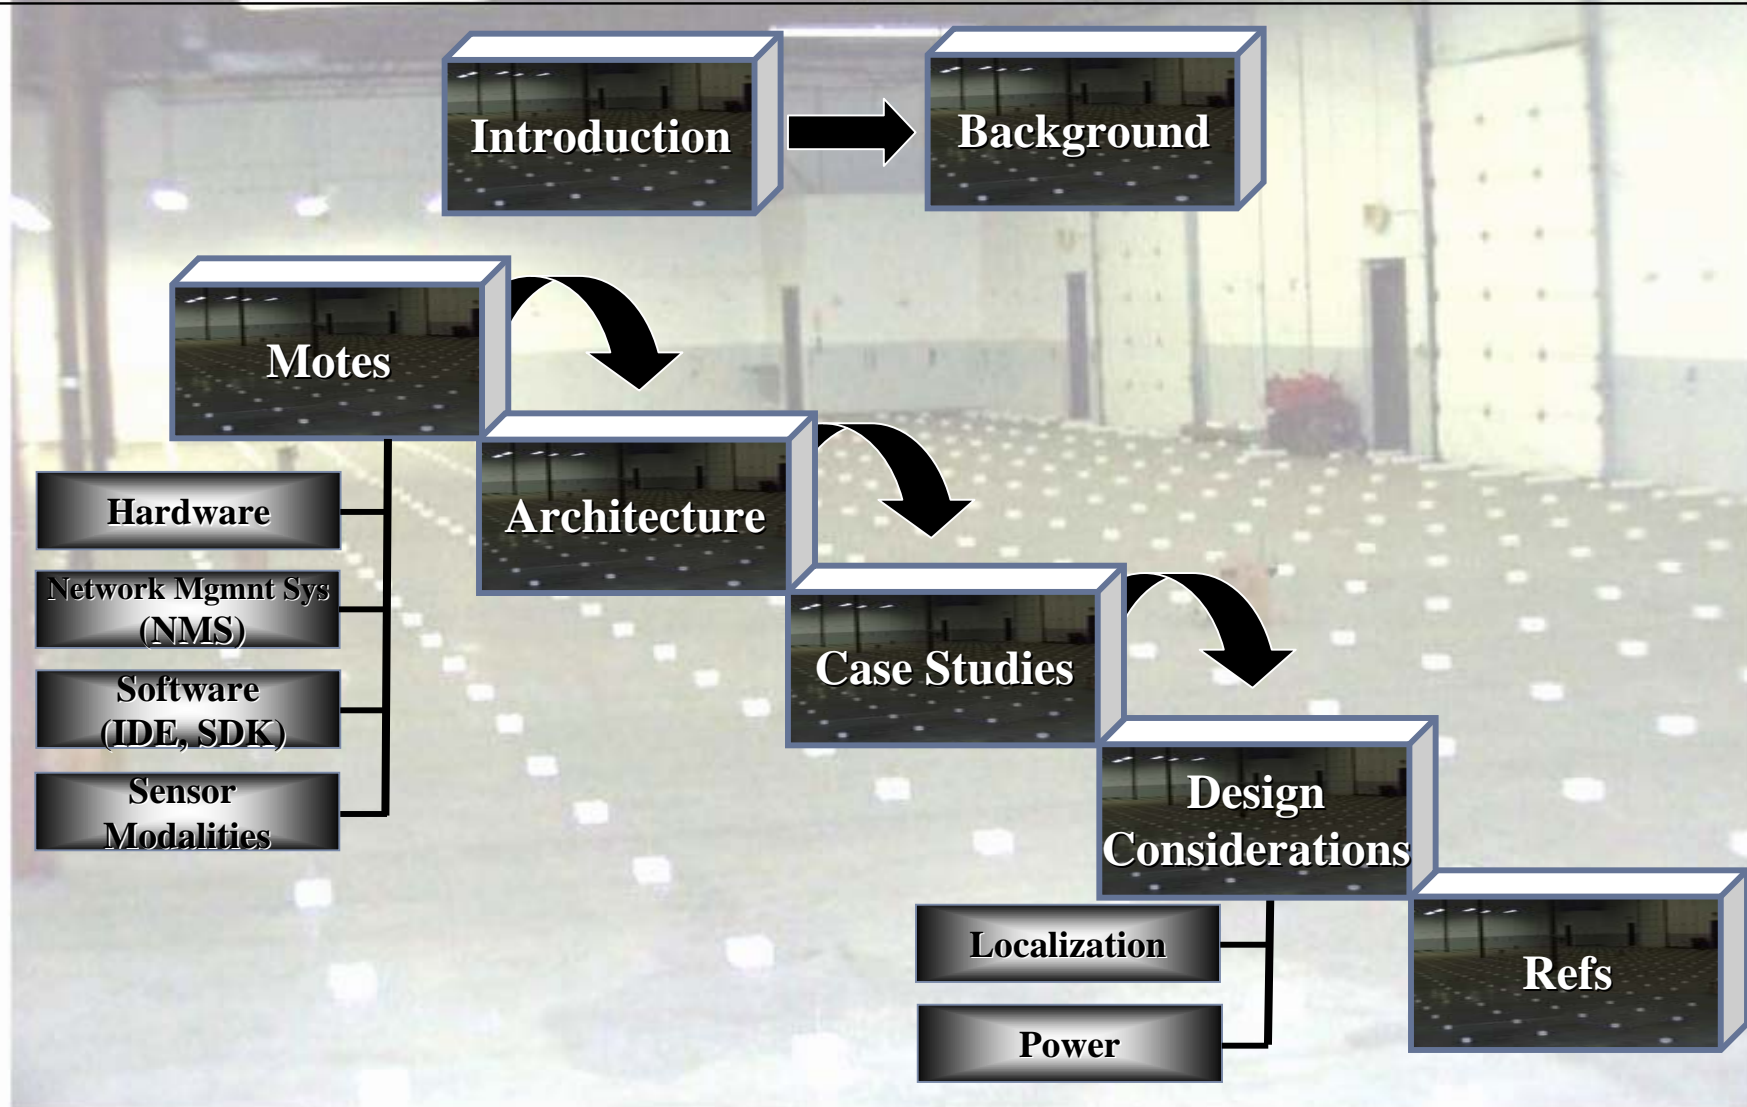 Introduction
Background
Motes
Hardware
Network Mgmnt Sys
(NMS)
Software
(IDE, SDK)
Sensor
Modalities
Architecture
Case Studies
Design
Considerations
Localization
Power
Refs